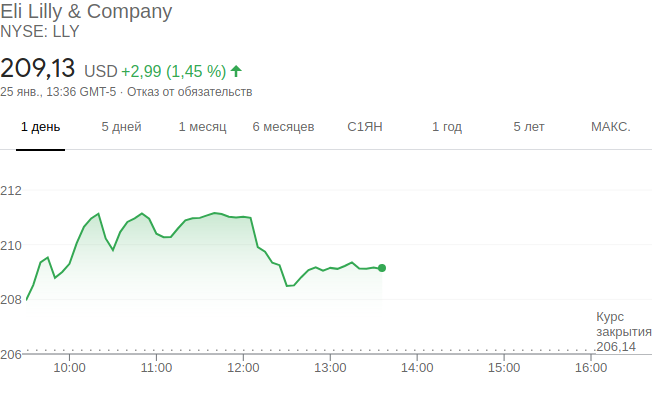 Eli Lilly & Company
NYSE: LLY
209,13 USD +2,99 (1,45 %)
25 янв., 13:36 GMT-5 · Отказ от обязательств
1 день 5 дней 1 месяц 6 месяцев С1ЯН 1 год 5 лет МАКС.
212
210
208
Курс
закрытия
206,14
206
10:00 11:00 12:00 13:00 14:00 15:00 16:00